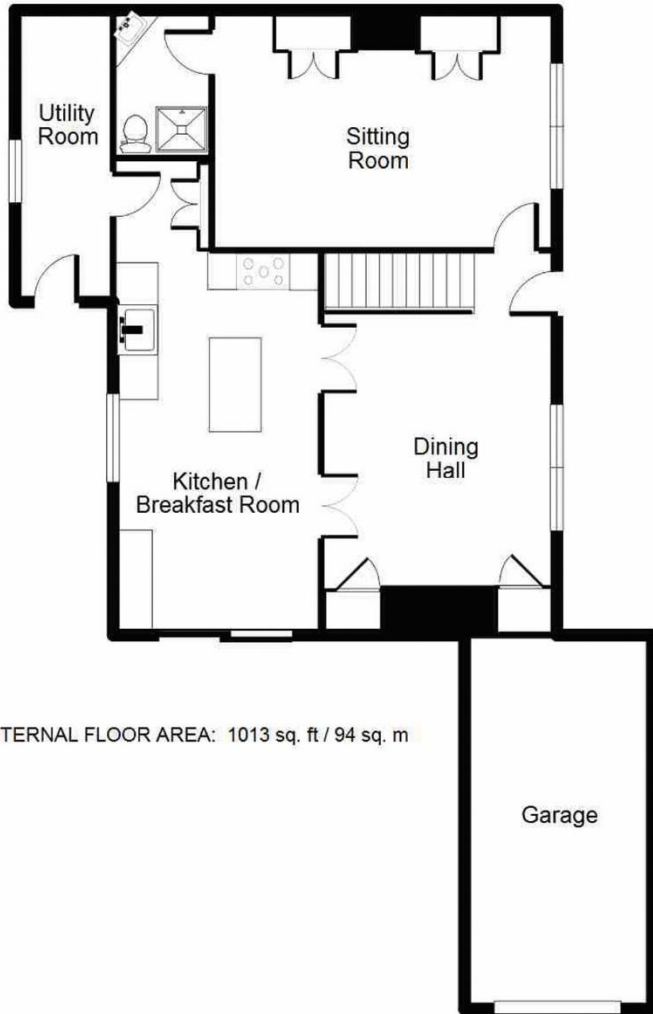 Utility
Room
Sitting
Room
Kitchen /
Breakfast Room
Dining
Hall
TERNAL FLOOR AREA: 1013 sq. ft / 94 sq. m
Garage